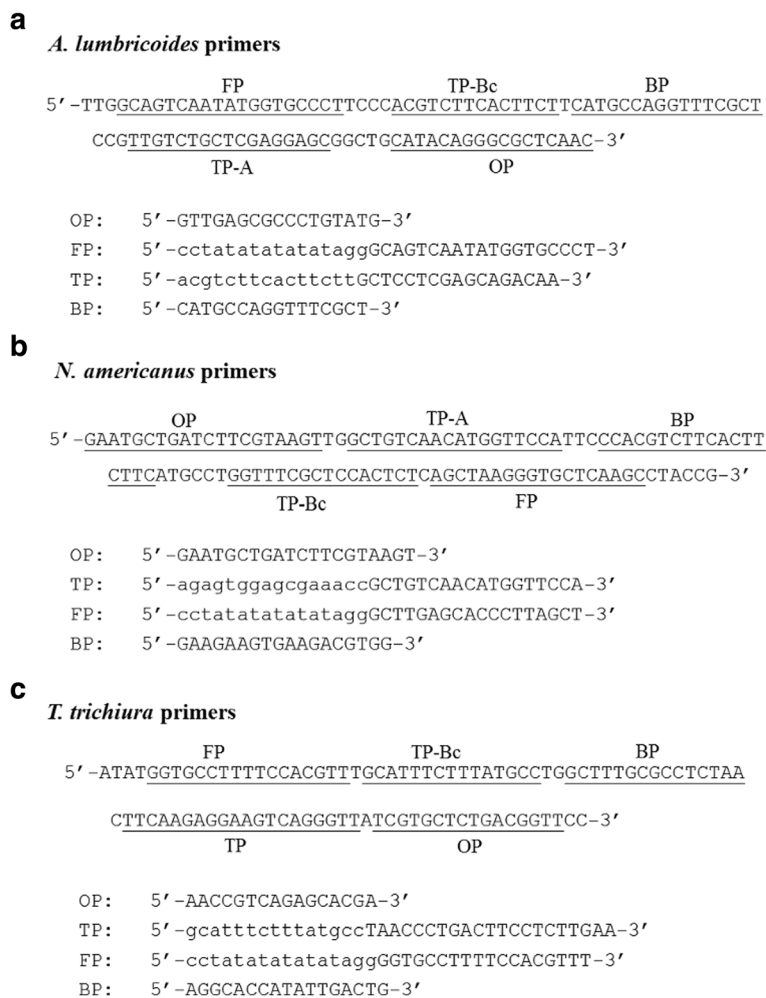 a
A. lumbricoides primers
FP TP-Bc BP
5′-TTGGCAGTCAATATGGTGCCCTTCCCACGTCTTCACTTCTTCATGCCAGGTTTCGCT
CCGTTGTCTGCTCGAGGAGCGGCTGCATACAGGGCGCTCAAC-3′
TP-A OP
OP: 5′-GTTGAGCGCCCTGTATG-3′
FP: 5′-cctatatatatataggGCAGTCAATATGGTGCCCT-3′
TP: 5′-acgtcttcacttcttGCTCCTCGAGCAGACAA-3′
BP: 5′-CATGCCAGGTTTCGCT-3′
b
N. americanus primers
OP TP-A BP
5′-GAATGCTGATCTTCGTAAGTTGGCTGTCAACATGGTTCCATTCCCACGTCTTCACTT
CTTCATGCCTGGTTTCGCTCCACTCTCAGCTAAGGGTGCTCAAGCCTACCG-3′
TP-Bc FP
OP: 5′-GAATGCTGATCTTCGTAAGT-3′
TP: 5′-agagtggagcgaaaccGCTGTCAACATGGTTCCA-3′
FP: 5′-cctatatatatataggGCTTGAGCACCCTTAGCT-3′
BP: 5′-GAAGAAGTGAAGACGTGG-3′
c
T. trichiura primers
FP TP-Bc BP
5′-ATATGGTGCCTTTTCCACGTTTGCATTTCTTTATGCCTGGCTTTGCGCCTCTAA
CTTCAAGAGGAAGTCAGGGTTATCGTGCTCTGACGGTTCC-3′
TP OP
OP: 5′-AACCGTCAGAGCACGA-3′
TP: 5′-gcatttctttatgccTAACCCTGACTTCCTCTTGAA-3′
FP: 5′-cctatatatatataggGGTGCCTTTTCCACGTTT-3′
BP: 5′-AGGCACCATATTGACTG-3′